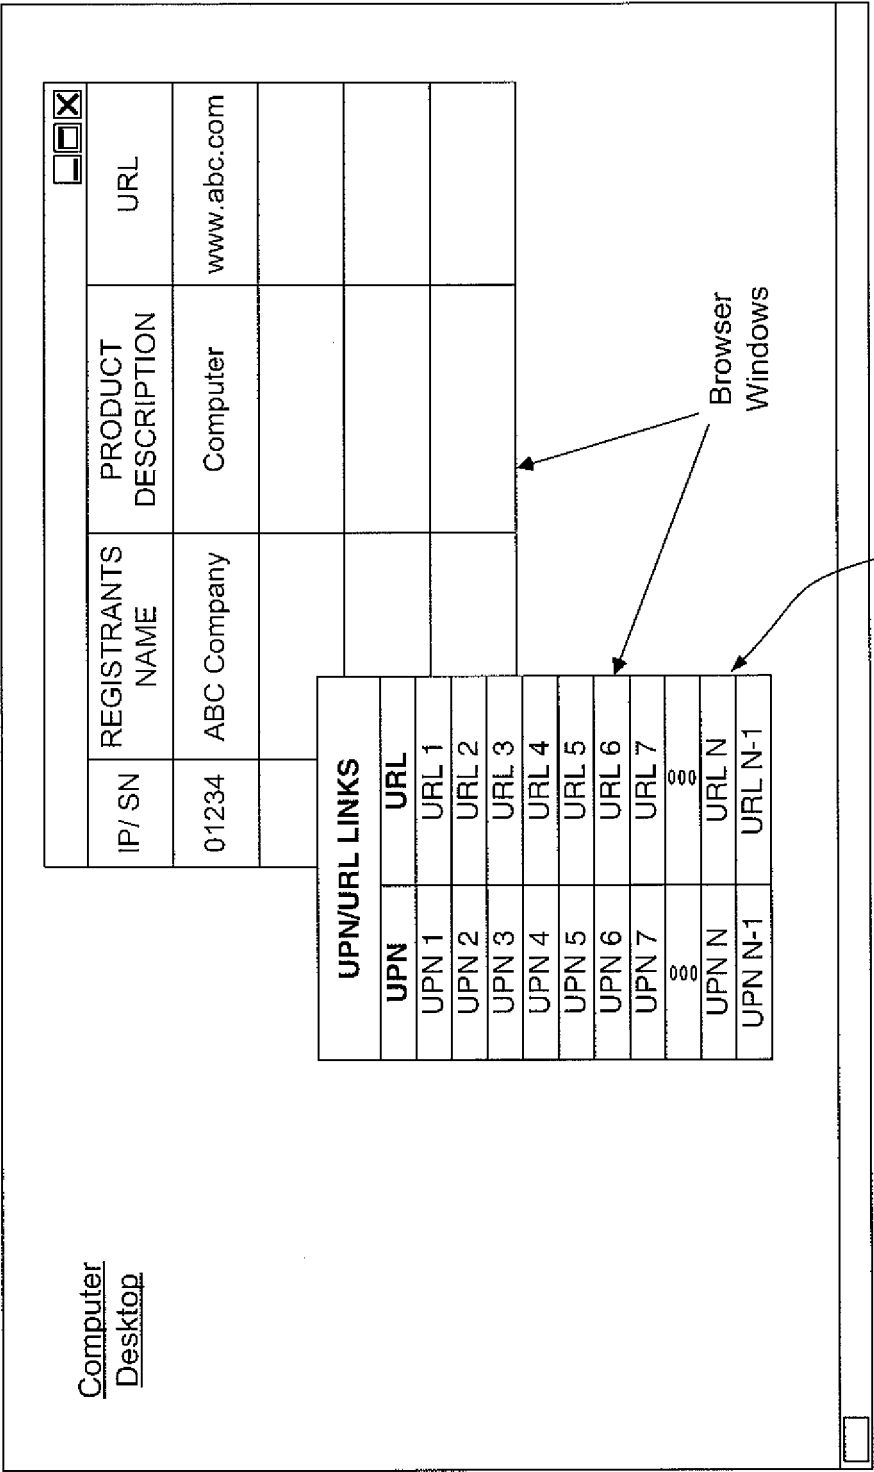 Computer
Desktop
IP/ SN REGISTRANTS NAME PRODUCT DESCRIPTION URL
01234 ABC Company Computer www.abc.com
UPN/URL LINKS
UPN URL
UPN 1 URL 1
UPN 2 URL 2
UPN 3 URL 3
UPN 4 URL 4
UPN 5 URL 5
UPN 6 URL 6
UPN 7 URL 7
ooo ooo
UPN N URL N
UPN N-1 URL N-1
Browser
Windows